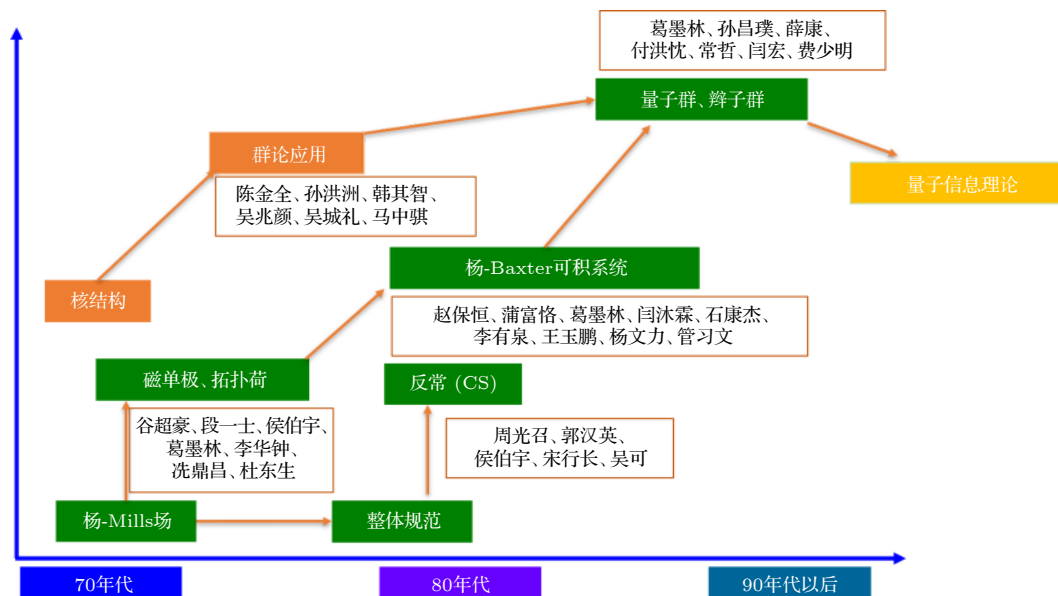 葛墨林、孙昌璞、薛康、
付洪忱、常哲、闫宏、费少明
量子群、辫子群
群论应用
量子信息理论
陈金全、孙洪洲、韩其智、
吴兆颜、吴城礼、马中骐
杨-Baxter可积系统
核结构
赵保恒、蒲富恪、葛墨林、闫沐霖、石康杰、
李有泉、王玉鹏、杨文力、管习文
磁单极、拓扑荷
反常 (CS)
谷超豪、段一士、侯伯宇、
葛墨林、李华钟、
冼鼎昌、杜东生
周光召、郭汉英、
侯伯宇、宋行长、吴可
杨-Mills场
整体规范
70年代
80年代
90年代以后